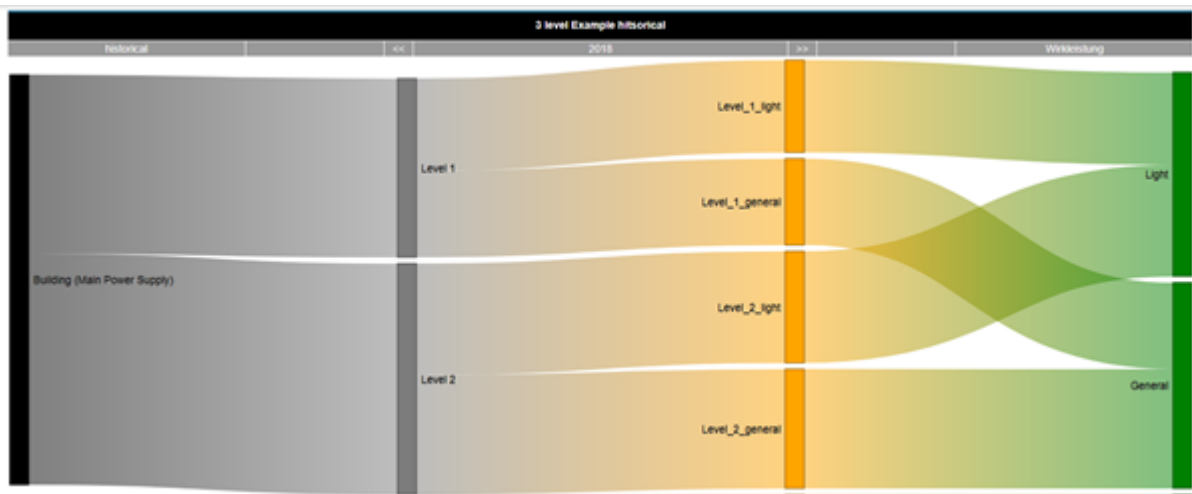 3 level Example hitsorical
historical << 2018 >> Wirkleistung
Level_1_light
Level 1
Light
Level_1_general
Building (Main Power Supply)
Level_2_light
Level 2
General
Level_2_general